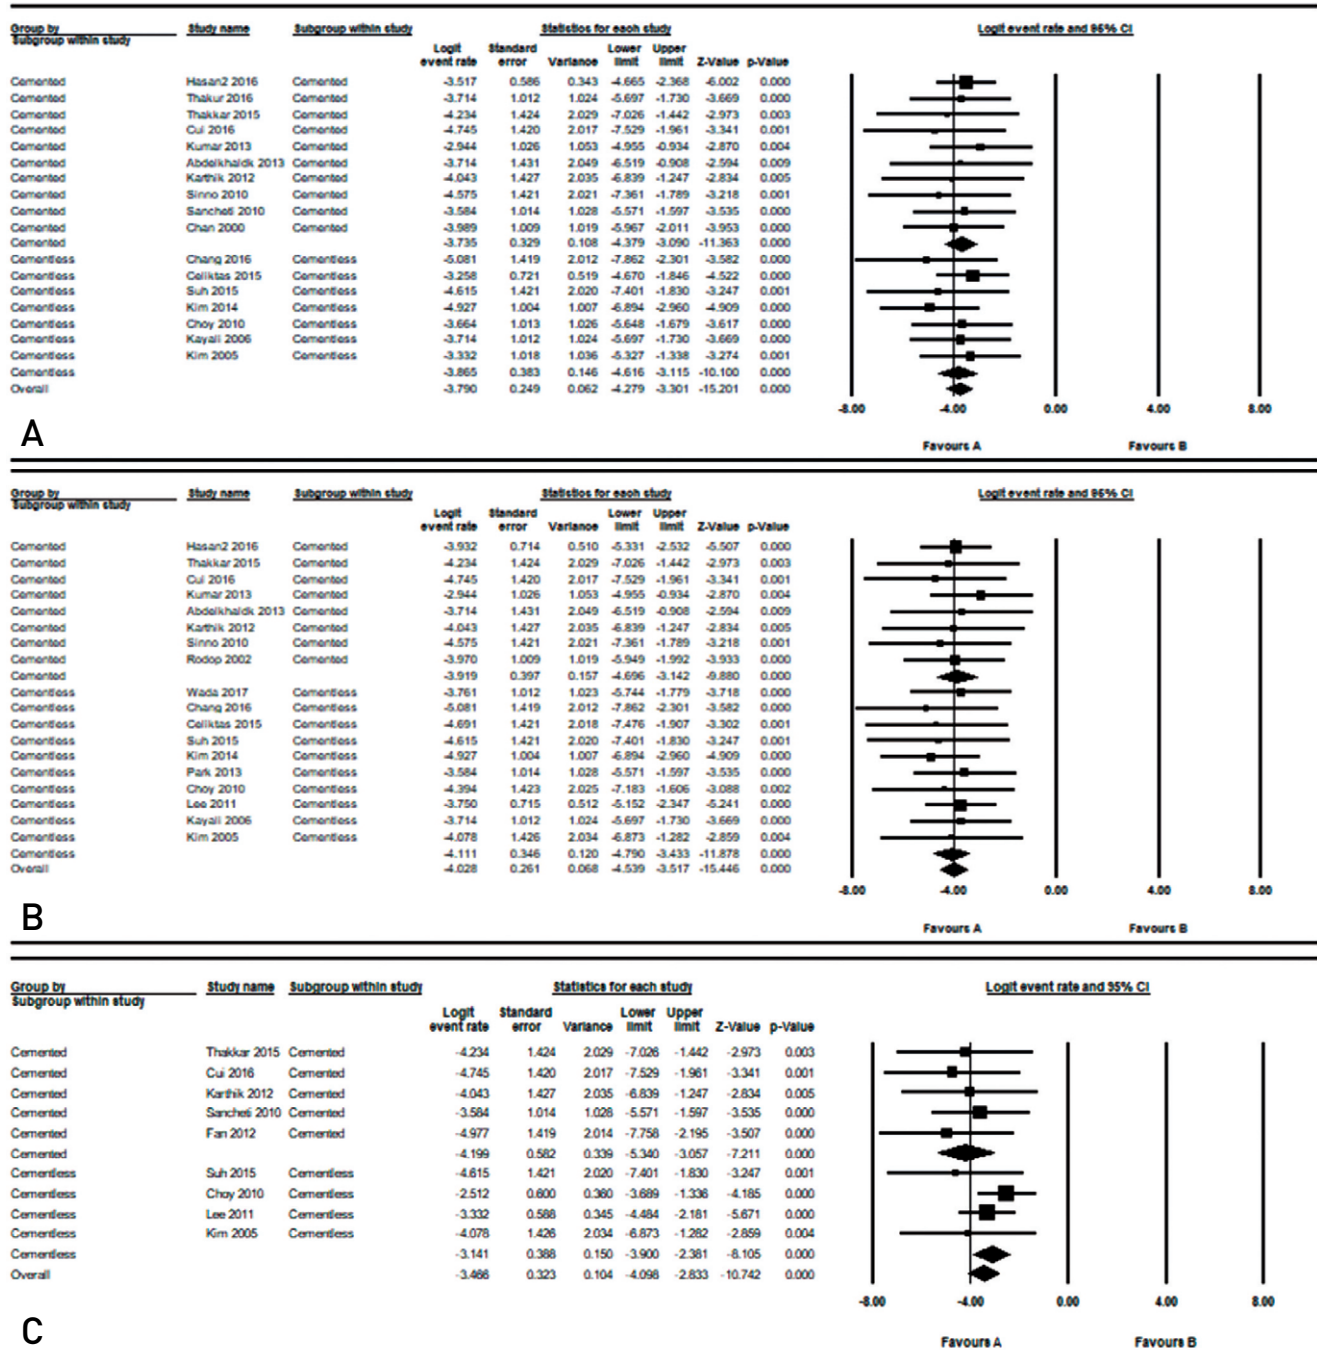 Group by Study name Subgroup within study Statistics for each study Logit event rate and 95% CI
Subgroup within study
Logit Standard Lower Upper
event rate error Variance limit limit Z-Value p-Value
Cemented Hasan2 2016 Cemented -3.517 0.586 0.343 -4.665 -2.368 -6.002 0.000
Cemented Thakur 2016 Cemented -3.714 1.012 1.024 -5.697 -1.730 -3.669 0.000
Cemented Thakkar 2015 Cemented -4.234 1.424 2.029 -7.026 -1.442 -2.973 0.003
Cemented Cui 2016 Cemented -4.745 1.420 2.017 -7.529 -1.961 -3.341 0.001
Cemented Kumar 2013 Cemented -2.944 1.026 1.053 -4.955 -0.934 -2.870 0.004
Cemented Abdelkhaldk 2013 Cemented -3.714 1.431 2.049 -6.519 -0.908 -2.594 0.009
Cemented Karthik 2012 Cemented -4.043 1.427 2.035 -6.839 -1.247 -2.834 0.005
Cemented Sinno 2010 Cemented -4.575 1.421 2.021 -7.361 -1.789 -3.218 0.001
Cemented Sancheti 2010 Cemented -3.584 1.014 1.028 -5.571 -1.597 -3.535 0.000
Cemented Chan 2000 Cemented -3.989 1.009 1.019 -5.967 -2.011 -3.953 0.000
Cemented -3.735 0.329 0.108 -4.379 -3.090 -11.363 0.000
Cementless Chang 2016 Cementless -5.081 1.419 2.012 -7.862 -2.301 -3.582 0.000
Cementless Celiktas 2015 Cementless -3.258 0.721 0.519 -4.670 -1.846 -4.522 0.000
Cementless Suh 2015 Cementless -4.615 1.421 2.020 -7.401 -1.830 -3.247 0.001
Cementless Kim 2014 Cementless -4.927 1.004 1.007 -6.894 -2.960 -4.909 0.000
Cementless Choy 2010 Cementless -3.664 1.013 1.026 -5.648 -1.679 -3.617 0.000
Cementless Kayali 2006 Cementless -3.714 1.012 1.024 -5.697 -1.730 -3.669 0.000
Cementless Kim 2005 Cementless -3.332 1.018 1.036 -5.327 -1.338 -3.274 0.001
Cementless -3.865 0.383 0.146 -4.616 -3.115 -10.100 0.000
Overall -3.790 0.249 0.062 -4.279 -3.301 -15.201 0.000
-8.00 -4.00 0.00 4.00 8.00
A
Favours A Favours B
Group by Study name Subgroup within study Statistics for each study Logit event rate and 95% CI
Subgroup within study
Logit Standard Lower Upper
event rate error Variance limit limit Z-Value p-Value
Cemented Hasan2 2016 Cemented -3.932 0.714 0.510 -5.331 -2.532 -5.507 0.000
Cemented Thakkar 2015 Cemented -4.234 1.424 2.029 -7.026 -1.442 -2.973 0.003
Cemented Cui 2016 Cemented -4.745 1.420 2.017 -7.529 -1.961 -3.341 0.001
Cemented Kumar 2013 Cemented -2.944 1.026 1.053 -4.955 -0.934 -2.870 0.004
Cemented Abdelkhaldk 2013 Cemented -3.714 1.431 2.049 -6.519 -0.908 -2.594 0.009
Cemented Karthik 2012 Cemented -4.043 1.427 2.035 -6.839 -1.247 -2.834 0.005
Cemented Sinno 2010 Cemented -4.575 1.421 2.021 -7.361 -1.789 -3.218 0.001
Cemented Rodop 2002 Cemented -3.970 1.009 1.019 -5.949 -1.992 -3.933 0.000
Cemented -3.919 0.397 0.157 -4.696 -3.142 -9.880 0.000
Cementless Wada 2017 Cementless -3.761 1.012 1.023 -5.744 -1.779 -3.718 0.000
Cementless Chang 2016 Cementless -5.081 1.419 2.012 -7.862 -2.301 -3.582 0.000
Cementless Celiktas 2015 Cementless -4.691 1.421 2.018 -7.476 -1.907 -3.302 0.001
Cementless Suh 2015 Cementless -4.615 1.421 2.020 -7.401 -1.830 -3.247 0.001
Cementless Kim 2014 Cementless -4.927 1.004 1.007 -6.894 -2.960 -4.909 0.000
Cementless Park 2013 Cementless -3.584 1.014 1.028 -5.571 -1.597 -3.535 0.000
Cementless Choy 2010 Cementless -4.394 1.423 2.025 -7.183 -1.606 -3.088 0.002
Cementless Lee 2011 Cementless -3.750 0.715 0.512 -5.152 -2.347 -5.241 0.000
Cementless Kayali 2006 Cementless -3.714 1.012 1.024 -5.697 -1.730 -3.669 0.000
Cementless Kim 2005 Cementless -4.078 1.426 2.034 -6.873 -1.282 -2.859 0.004
Cementless -4.111 0.346 0.120 -4.790 -3.433 -11.878 0.000
Overall -4.028 0.261 0.068 -4.539 -3.517 -15.446 0.000
-8.00 -4.00 0.00 4.00 8.00
B
Favours A Favours B
Group by Study name Subgroup within study Statistics for each study Logit event rate and 95% CI
Subgroup within study
Logit Standard Lower Upper
event rate error Variance limit limit Z-Value p-Value
Cemented Thakkar 2015 Cemented -4.234 1.424 2.029 -7.026 -1.442 -2.973 0.003
Cemented Cui 2016 Cemented -4.745 1.420 2.017 -7.529 -1.961 -3.341 0.001
Cemented Karthik 2012 Cemented -4.043 1.427 2.035 -6.839 -1.247 -2.834 0.005
Cemented Sancheti 2010 Cemented -3.584 1.014 1.028 -5.571 -1.597 -3.535 0.000
Cemented Fan 2012 Cemented -4.977 1.419 2.014 -7.758 -2.195 -3.507 0.000
Cemented -4.199 0.582 0.339 -5.340 -3.057 -7.211 0.000
Cementless Suh 2015 Cementless -4.615 1.421 2.020 -7.401 -1.830 -3.247 0.001
Cementless Choy 2010 Cementless -2.512 0.600 0.360 -3.689 -1.336 -4.185 0.000
Cementless Lee 2011 Cementless -3.332 0.588 0.345 -4.484 -2.181 -5.671 0.000
Cementless Kim 2005 Cementless -4.078 1.426 2.034 -6.873 -1.282 -2.859 0.004
Cementless -3.141 0.388 0.150 -3.900 -2.381 -8.105 0.000
Overall -3.466 0.323 0.104 -4.098 -2.833 -10.742 0.000
-8.00 -4.00 0.00 4.00 8.00
C
Favours A Favours B